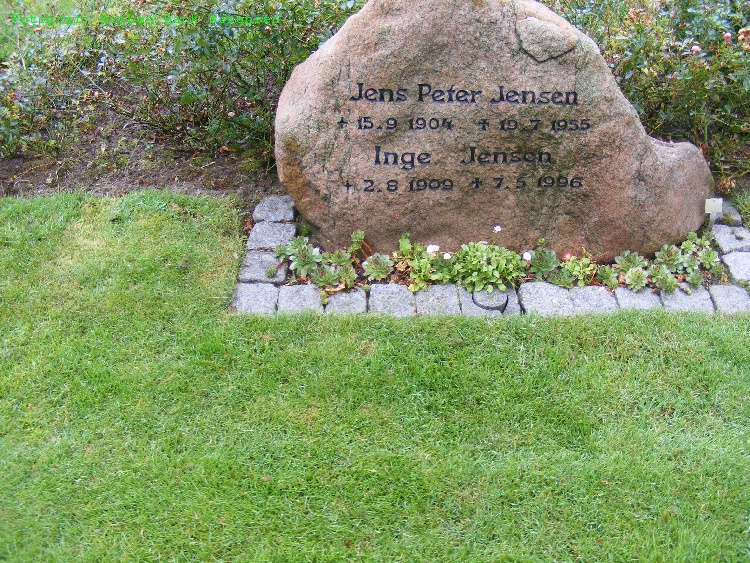 Jens Peter Jensen
+ 15.9 1904 + 19.7 1955
Inge Jensen
+ 2.8 1909 + 7.5 1996